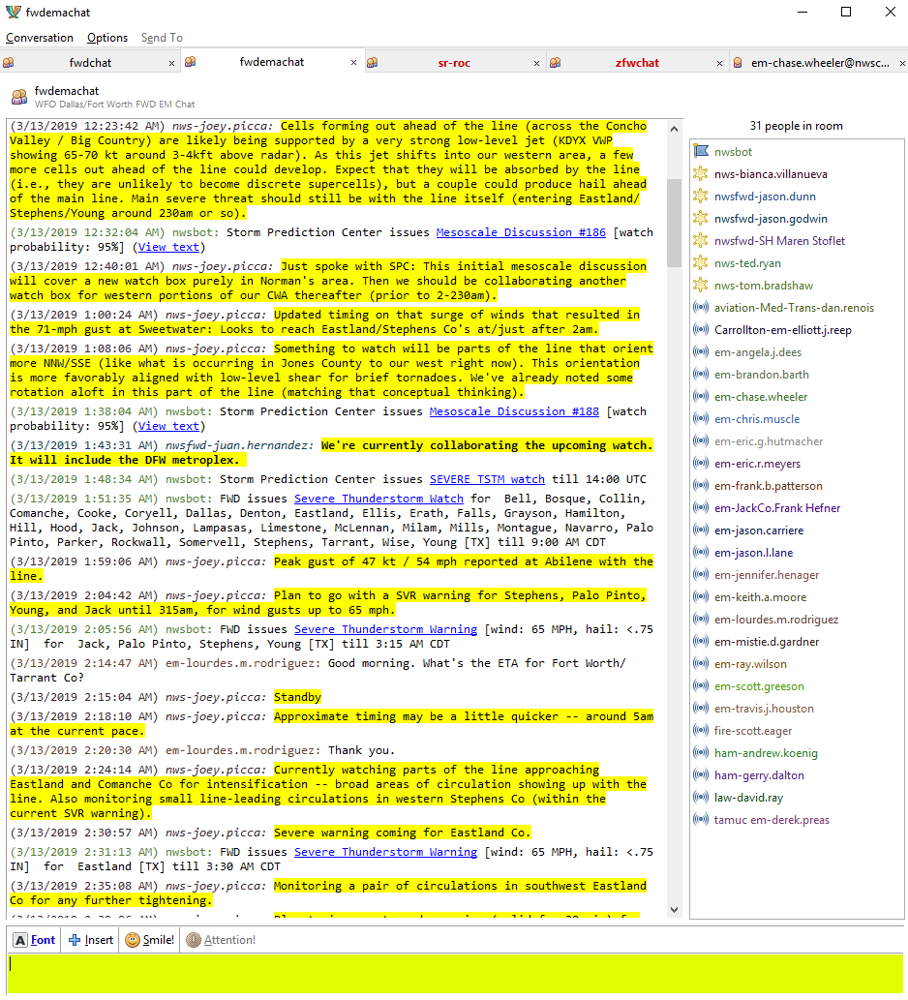 fwdemachat
Conversation Options Send To
fwdchat × fwdemachat × sr-roc × zfwchat × em-chase.wheeler@nwsc... ×
fwdemachat
WFO Dallas/Fort Worth FWD EM Chat
(3/13/2019 12:23:42 AM) nws-joey.picca: Cells forming out ahead of the line (across the Concho
Valley / Big Country) are likely being supported by a very strong low-level jet (KDYX VWP
showing 65-70 kt around 3-4kft above radar). As this jet shifts into our western area, a few
more cells out ahead of the line could develop. Expect that they will be absorbed by the line
(i.e., they are unlikely to become discrete supercells), but a couple could produce hail ahead
of the main line. Main severe threat should still be with the line itself (entering Eastland/
Stephens/Young around 230am or so).
(3/13/2019 12:32:04 AM) nwsbot: Storm Prediction Center issues Mesoscale Discussion #186 [watch
probability: 95%] (View text)
(3/13/2019 12:40:01 AM) nws-joey.picca: Just spoke with SPC: This initial mesoscale discussion
will cover a new watch box purely in Norman's area. Then we should be collaborating another
watch box for western portions of our CWA thereafter (prior to 2-230am).
(3/13/2019 1:00:24 AM) nws-joey.picca: Updated timing on that surge of winds that resulted in
the 71-mph gust at Sweetwater: Looks to reach Eastland/Stephens Co's at/just after 2am.
(3/13/2019 1:08:06 AM) nws-joey.picca: Something to watch will be parts of the line that orient
more NNW/SSE (like what is occurring in Jones County to our west right now). This orientation
is more favorably aligned with low-level shear for brief tornadoes. We've already noted some
rotation aloft in this part of the line (matching that conceptual thinking).
(3/13/2019 1:38:04 AM) nwsbot: Storm Prediction Center issues Mesoscale Discussion #188 [watch
probability: 95%] (View text)
(3/13/2019 1:43:31 AM) nwsfwd-juan.hernandez: We're currently collaborating the upcoming watch.
It will include the DFW metroplex.
(3/13/2019 1:48:34 AM) nwsbot: Storm Prediction Center issues SEVERE TSTM watch till 14:00 UTC
(3/13/2019 1:51:35 AM) nwsbot: FWD issues Severe Thunderstorm Watch for Bell, Bosque, Collin,
Comanche, Cooke, Coryell, Dallas, Denton, Eastland, Ellis, Erath, Falls, Grayson, Hamilton,
Hill, Hood, Jack, Johnson, Lampasas, Limestone, McLennan, Milam, Mills, Montague, Navarro, Palo
Pinto, Parker, Rockwall, Somervell, Stephens, Tarrant, Wise, Young [TX] till 9:00 AM CDT
(3/13/2019 1:59:06 AM) nws-joey.picca: Peak gust of 47 kt / 54 mph reported at Abilene with the
line.
(3/13/2019 2:04:42 AM) nws-joey.picca: Plan to go with a SVR warning for Stephens, Palo Pinto,
Young, and Jack until 315am, for wind gusts up to 65 mph.
(3/13/2019 2:05:56 AM) nwsbot: FWD issues Severe Thunderstorm Warning [wind: 65 MPH, hail: <.75
IN] for Jack, Palo Pinto, Stephens, Young [TX] till 3:15 AM CDT
(3/13/2019 2:14:47 AM) em-lourdes.m.rodriguez: Good morning. What's the ETA for Fort Worth/
Tarrant Co?
(3/13/2019 2:15:04 AM) nws-joey.picca: Standby
(3/13/2019 2:18:10 AM) nws-joey.picca: Approximate timing may be a little quicker -- around 5am
at the current pace.
(3/13/2019 2:20:30 AM) em-lourdes.m.rodriguez: Thank you.
(3/13/2019 2:24:14 AM) nws-joey.picca: Currently watching parts of the line approaching
Eastland and Comanche Co for intensification -- broad areas of circulation showing up with the
line. Also monitoring small line-leading circulations in western Stephens Co (within the
current SVR warning).
(3/13/2019 2:30:57 AM) nws-joey.picca: Severe warning coming for Eastland Co.
(3/13/2019 2:31:13 AM) nwsbot: FWD issues Severe Thunderstorm Warning [wind: 65 MPH, hail: <.75
IN] for Eastland [TX] till 3:30 AM CDT
(3/13/2019 2:35:08 AM) nws-joey.picca: Monitoring a pair of circulations in southwest Eastland
Co for any further tightening.
31 people in room
nwsbot
nws-bianca.villanueva
nwsfwd-jason.dunn
nwsfwd-jason.godwin
nwsfwd-SH Maren Stoflet
nws-ted.ryan
nws-tom.bradshaw
aviation-Med-Trans-dan.renois
Carrollton-em-elliott.j.reep
em-angela.j.dees
em-brandon.barth
em-chase.wheeler
em-chris.muscle
em-eric.g.hutmacher
em-eric.r.meyers
em-frank.b.patterson
em-JackCo.Frank Hefner
em-jason.carriere
em-jason.l.lane
em-jennifer.henager
em-keith.a.moore
em-lourdes.m.rodriguez
em-mistie.d.gardner
em-ray.wilson
em-scott.greeson
em-travis.j.houston
fire-scott.eager
ham-andrew.koenig
ham-gerry.dalton
law-david.ray
tamuc em-derek.preas
A Font Insert Smile! Attention!